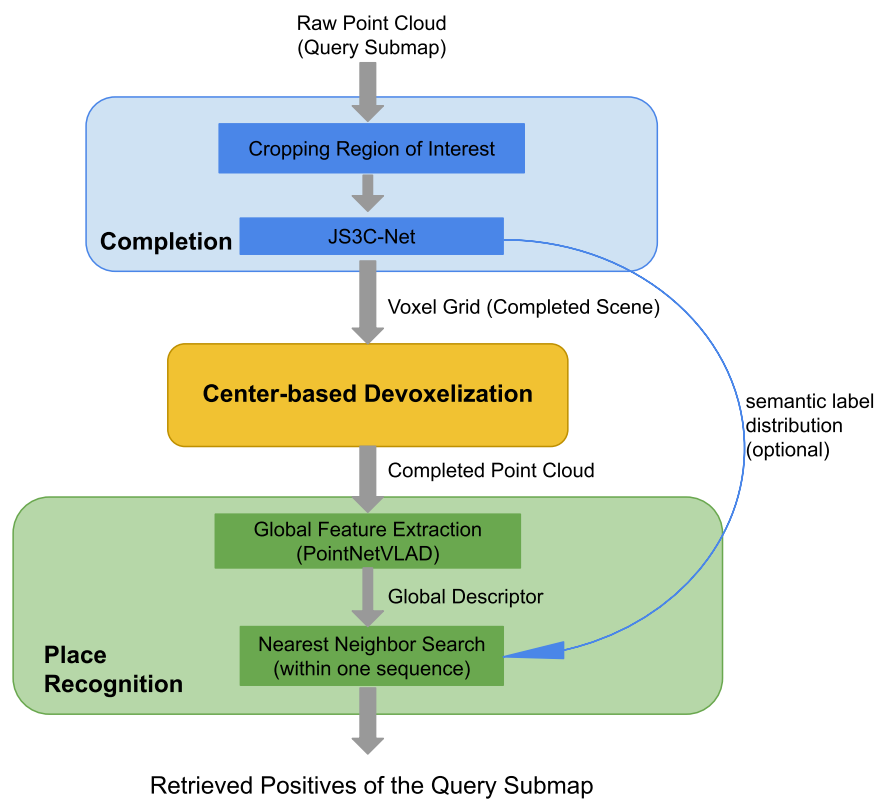 Raw Point Cloud
(Query Submap)
Cropping Region of Interest
Completion
JS3C-Net
Voxel Grid (Completed Scene)
Center-based Devoxelization
semantic label
distribution
(optional)
Completed Point Cloud
Global Feature Extraction
(PointNetVLAD)
Global Descriptor
Nearest Neighbor Search
(within one sequence)
Place
Recognition
Retrieved Positives of the Query Submap